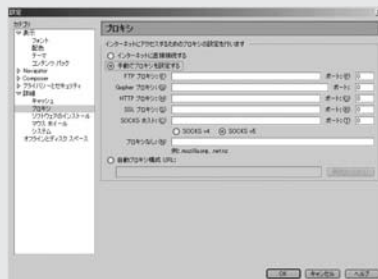 設定
カテゴリ
表示
フォント
配色
テーマ
コンテンツ パック
Navigator
Composer
プライバシーとセキュリティ
詳細
キャッシュ
プロキシ
ソフトウェアのインストール
マウス ホイール
システム
オフラインとディスク スペース
プロキシ
インターネットにアクセスするためのプロキシの設定を行います
インターネットに直接接続する
手動でプロキシを設定する
FTP プロキシ(F): ポート(P): 0
Gopher プロキシ(G): ポート: 0
HTTP プロキシ(H): ポート: 0
SSL プロキシ(S): ポート(O): 0
SOCKS ホスト(C): ポート(T): 0
SOCKS v4 SOCKS v5
プロキシなし(N):
例: mozilla.org, .net.nz
自動プロキシ構成 URL:
OK キャンセル ヘルプ